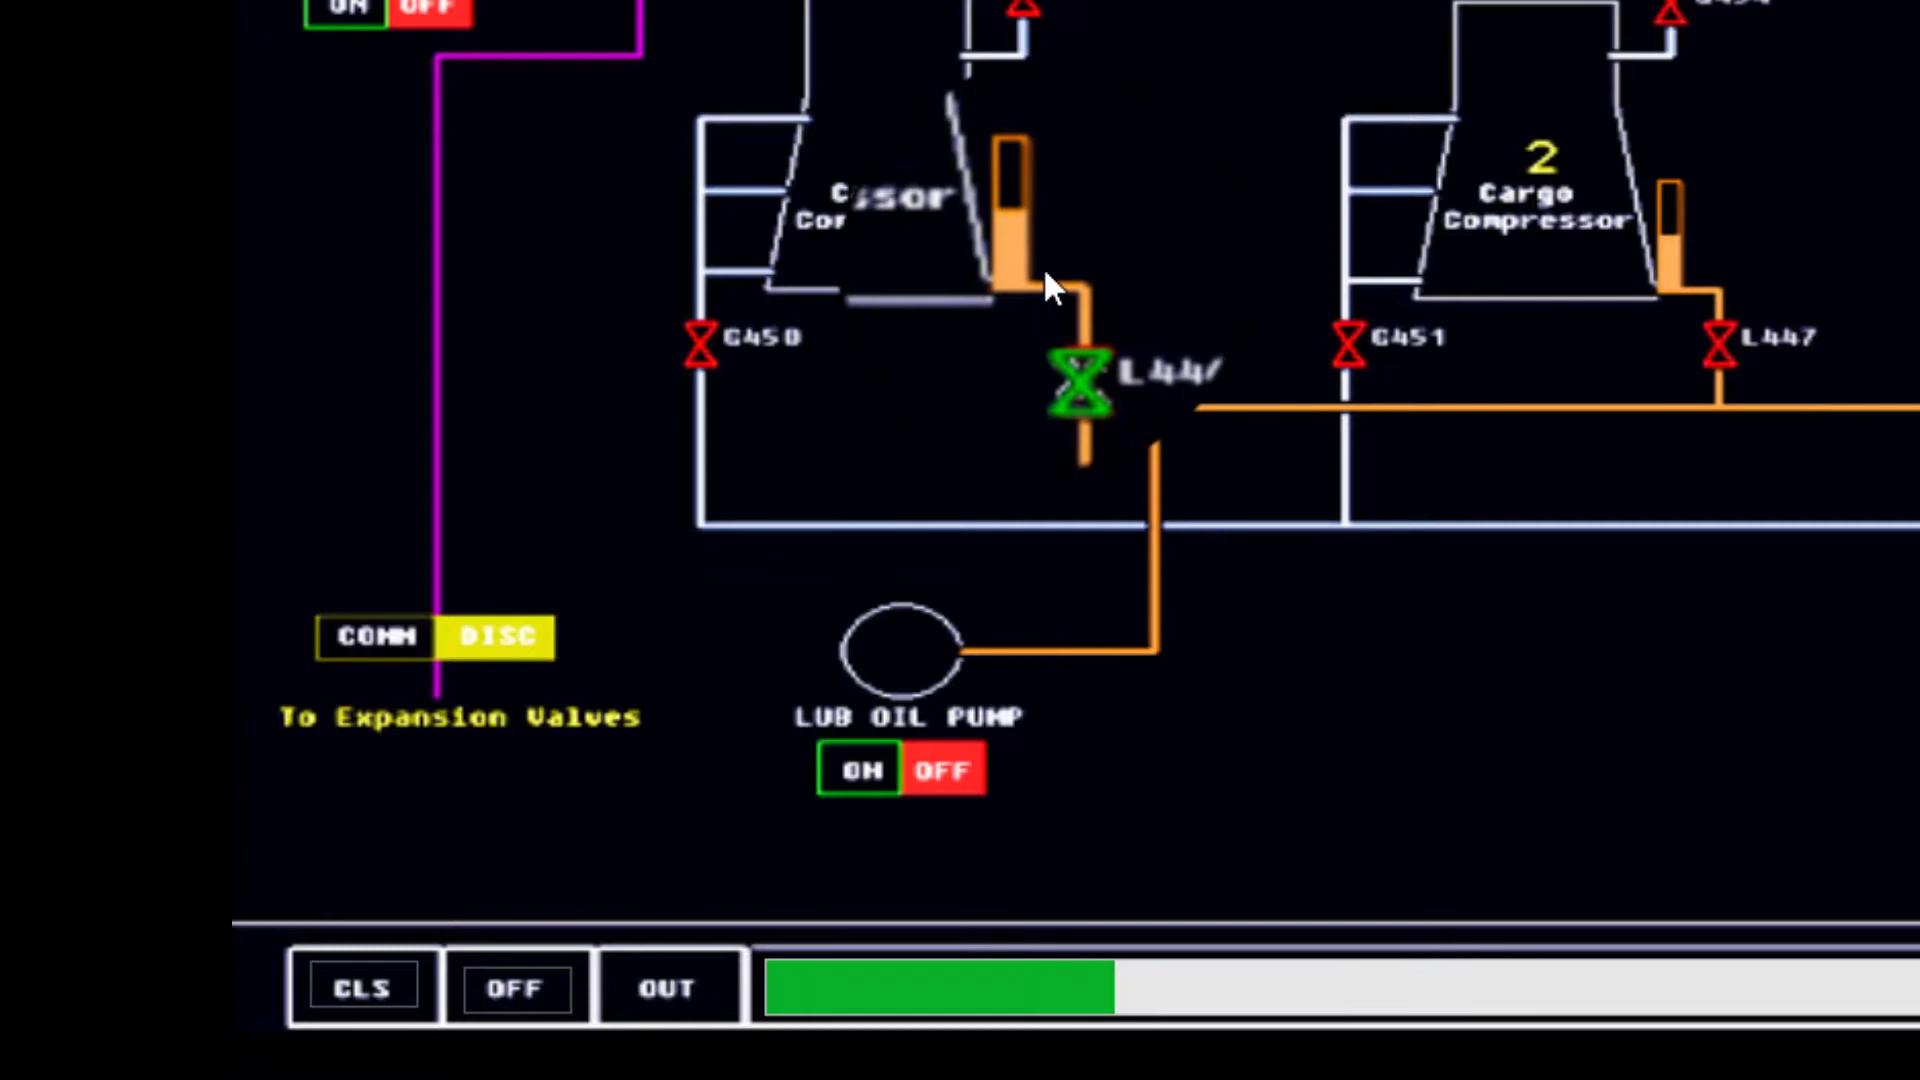 ON OFF
2
Cargo
Compressor
G450
G451
L447
COMM DISC
To Expansion Valves
LUB OIL PUMP
ON OFF
CLS OFF OUT